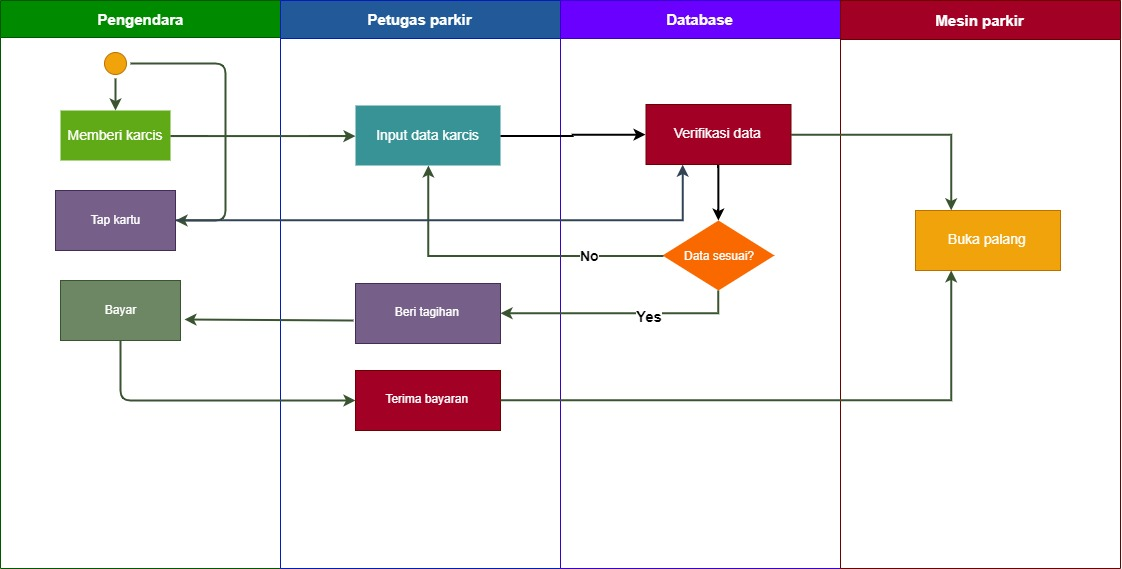 Pengendara
Petugas parkir
Database
Mesin parkir
Memberi karcis
Input data karcis
Verifikasi data
Tap kartu
Buka palang
No
Data sesuai?
Bayar
Beri tagihan
Yes
Terima bayaran